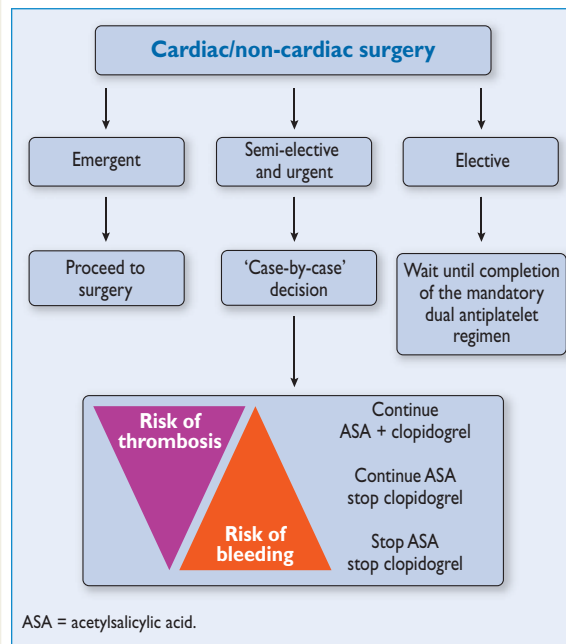 Cardiac/non-cardiac surgery
Emergent
Semi-elective
and urgent
Elective
Proceed to
surgery
‘Case-by-case’
decision
Wait until completion
of the mandatory
dual antiplatelet
regimen
Risk of
thrombosis
Risk of
bleeding
Continue
ASA + clopidogrel
Continue ASA
stop clopidogrel
Stop ASA
stop clopidogrel
ASA = acetylsalicylic acid.